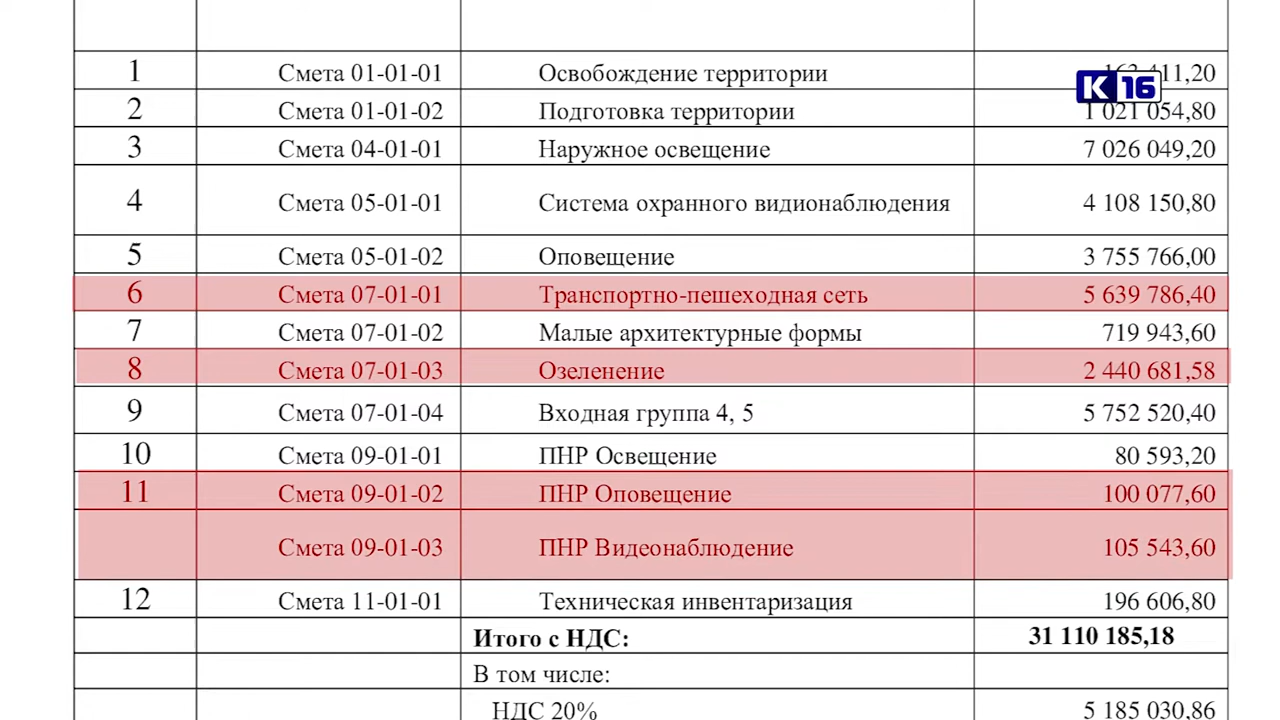 1 Смета 01-01-01 Освобождение территории
К 16
2 Смета 01-01-02 Подготовка территории 1 021 054,80
3 Смета 04-01-01 Наружное освещение 7 026 049,20
4 Смета 05-01-01 Система охранного видионаблюдения 4 108 150,80
5 Смета 05-01-02 Оповещение 3 755 766,00
6 Смета 07-01-01 Транспортно-пешеходная сеть 5 639 786,40
7 Смета 07-01-02 Малые архитектурные формы 719 943,60
8 Смета 07-01-03 Озеленение 2 440 681,58
9 Смета 07-01-04 Входная группа 4, 5 5 752 520,40
10 Смета 09-01-01 ПНР Освещение 80 593,20
11 Смета 09-01-02 ПНР Оповещение 100 077,60
Смета 09-01-03 ПНР Видеонаблюдение 105 543,60
12 Смета 11-01-01 Техническая инвентаризация 196 606,80
Итого с НДС: 31 110 185,18
В том числе:
НДС 20% 5 185 030,86